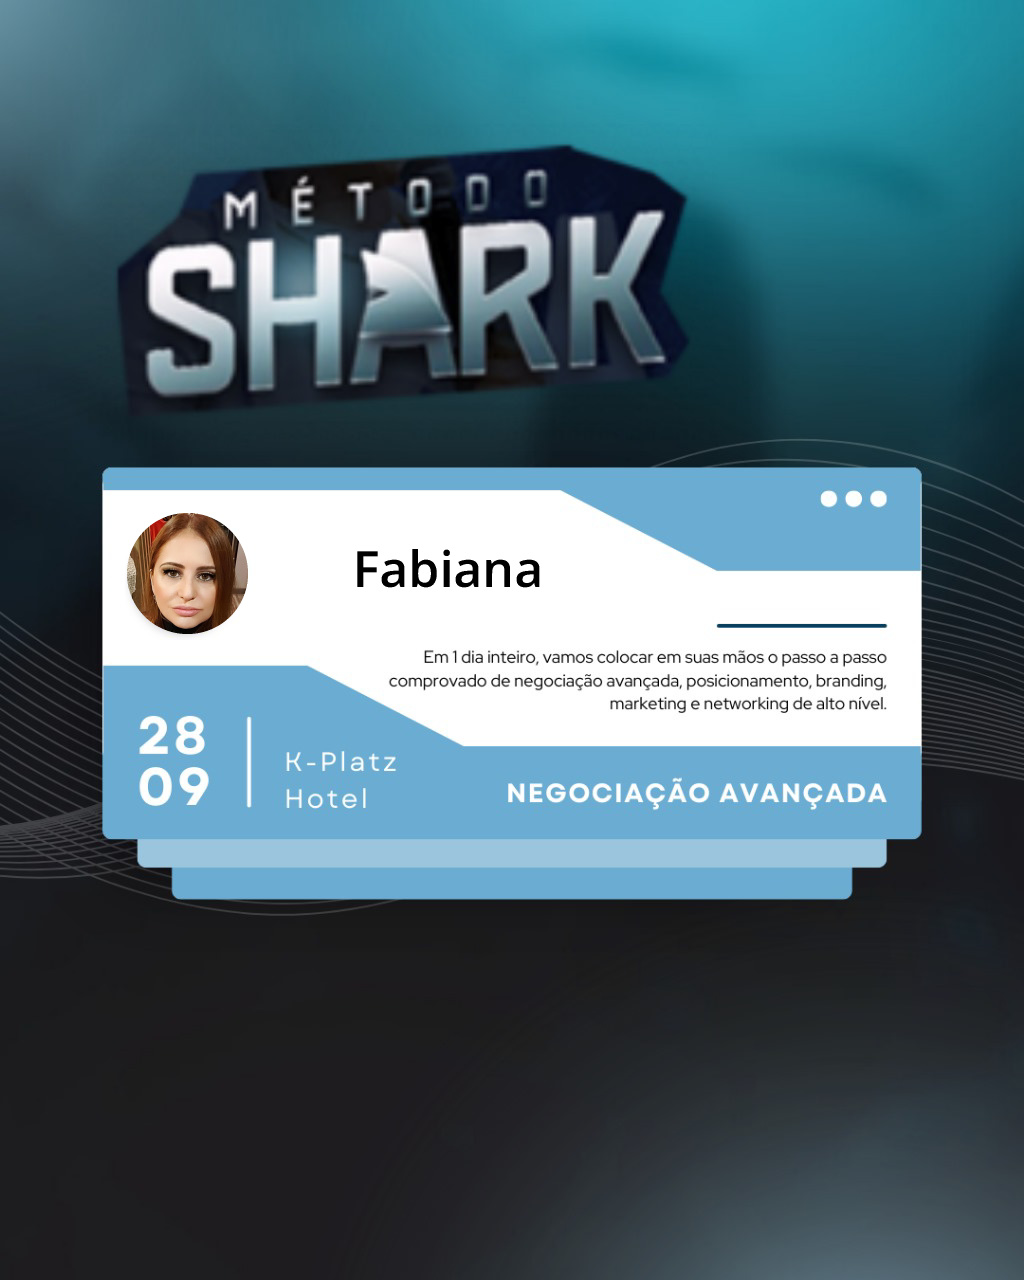 MÉTODO
SHARK
Fabiana
Em 1 dia inteiro, vamos colocar em suas mãos o passo a passo
comprovado de negociação avançada, posicionamento, branding,
marketing e networking de alto nível.
28
09
K-Platz
Hotel
NEGOCIAÇÃO AVANÇADA